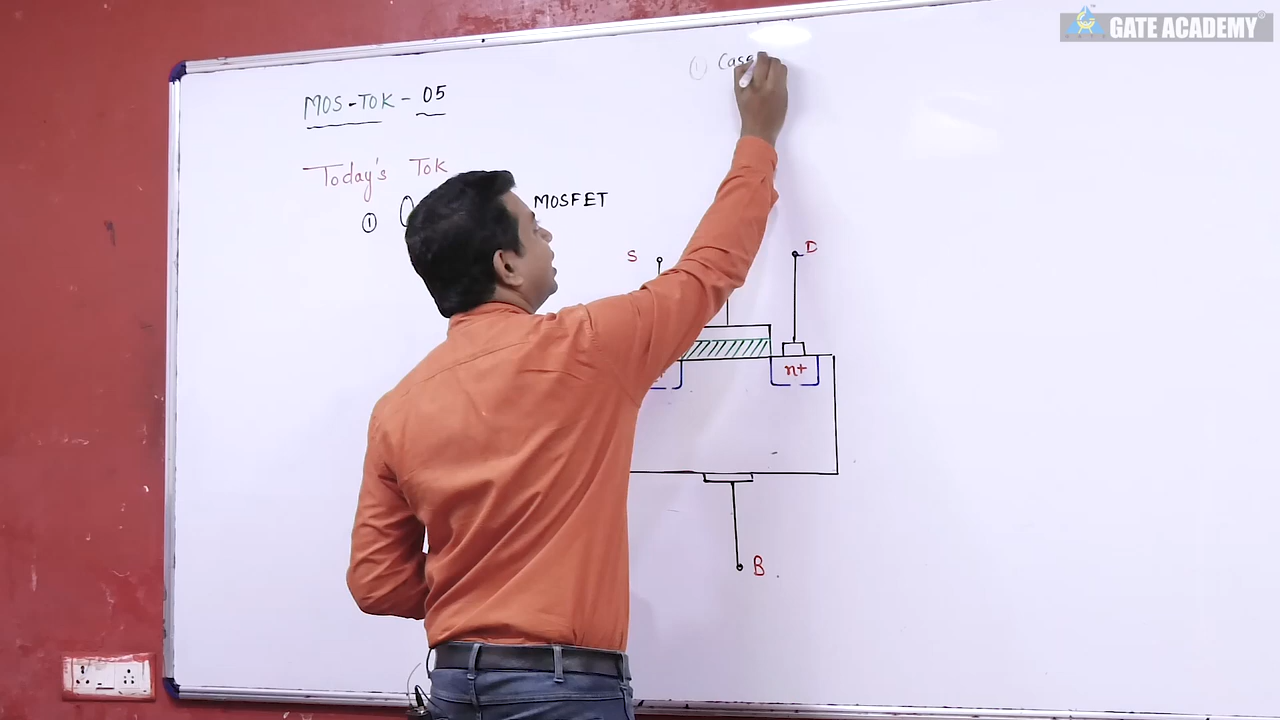 GATE ACADEMY
① Case
MOS-TOK - 05
Today's Tok
① MOSFET
S
D
n+
B